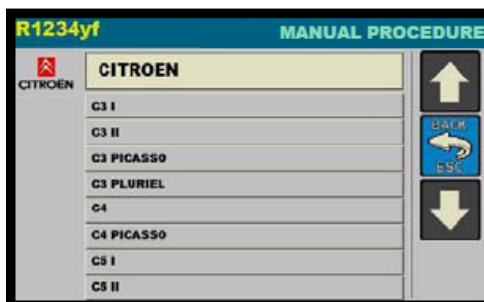 R1234yf
MANUAL PROCEDURE
CITROËN
CITROEN
C3 I
C3 II
C3 PICASSO
C3 PLURIEL
C4
C4 PICASSO
C5 I
C5 II
BACK
ESC